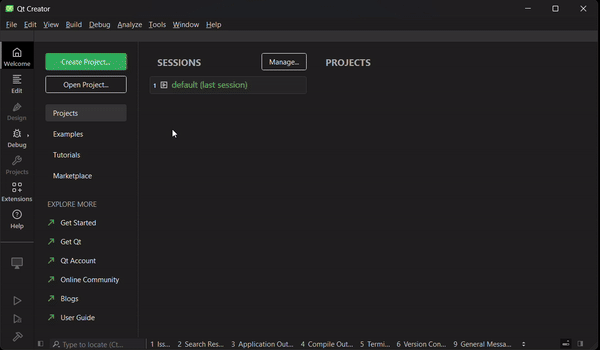 Qt Creator
File Edit View Build Debug Analyze Tools Window Help
Welcome
Edit
Design
Debug
Projects
Extensions
Help
Create Project...
Open Project...
Projects
Examples
Tutorials
Marketplace
EXPLORE MORE
Get Started
Get Qt
Qt Account
Online Community
Blogs
User Guide
SESSIONS
Manage...
PROJECTS
1 default (last session)
Type to locate (Ct... 1 Iss... 2 Search Res... 3 Application Out... 4 Compile Out... 5 Termi... 6 Version Con... 9 General Messa...